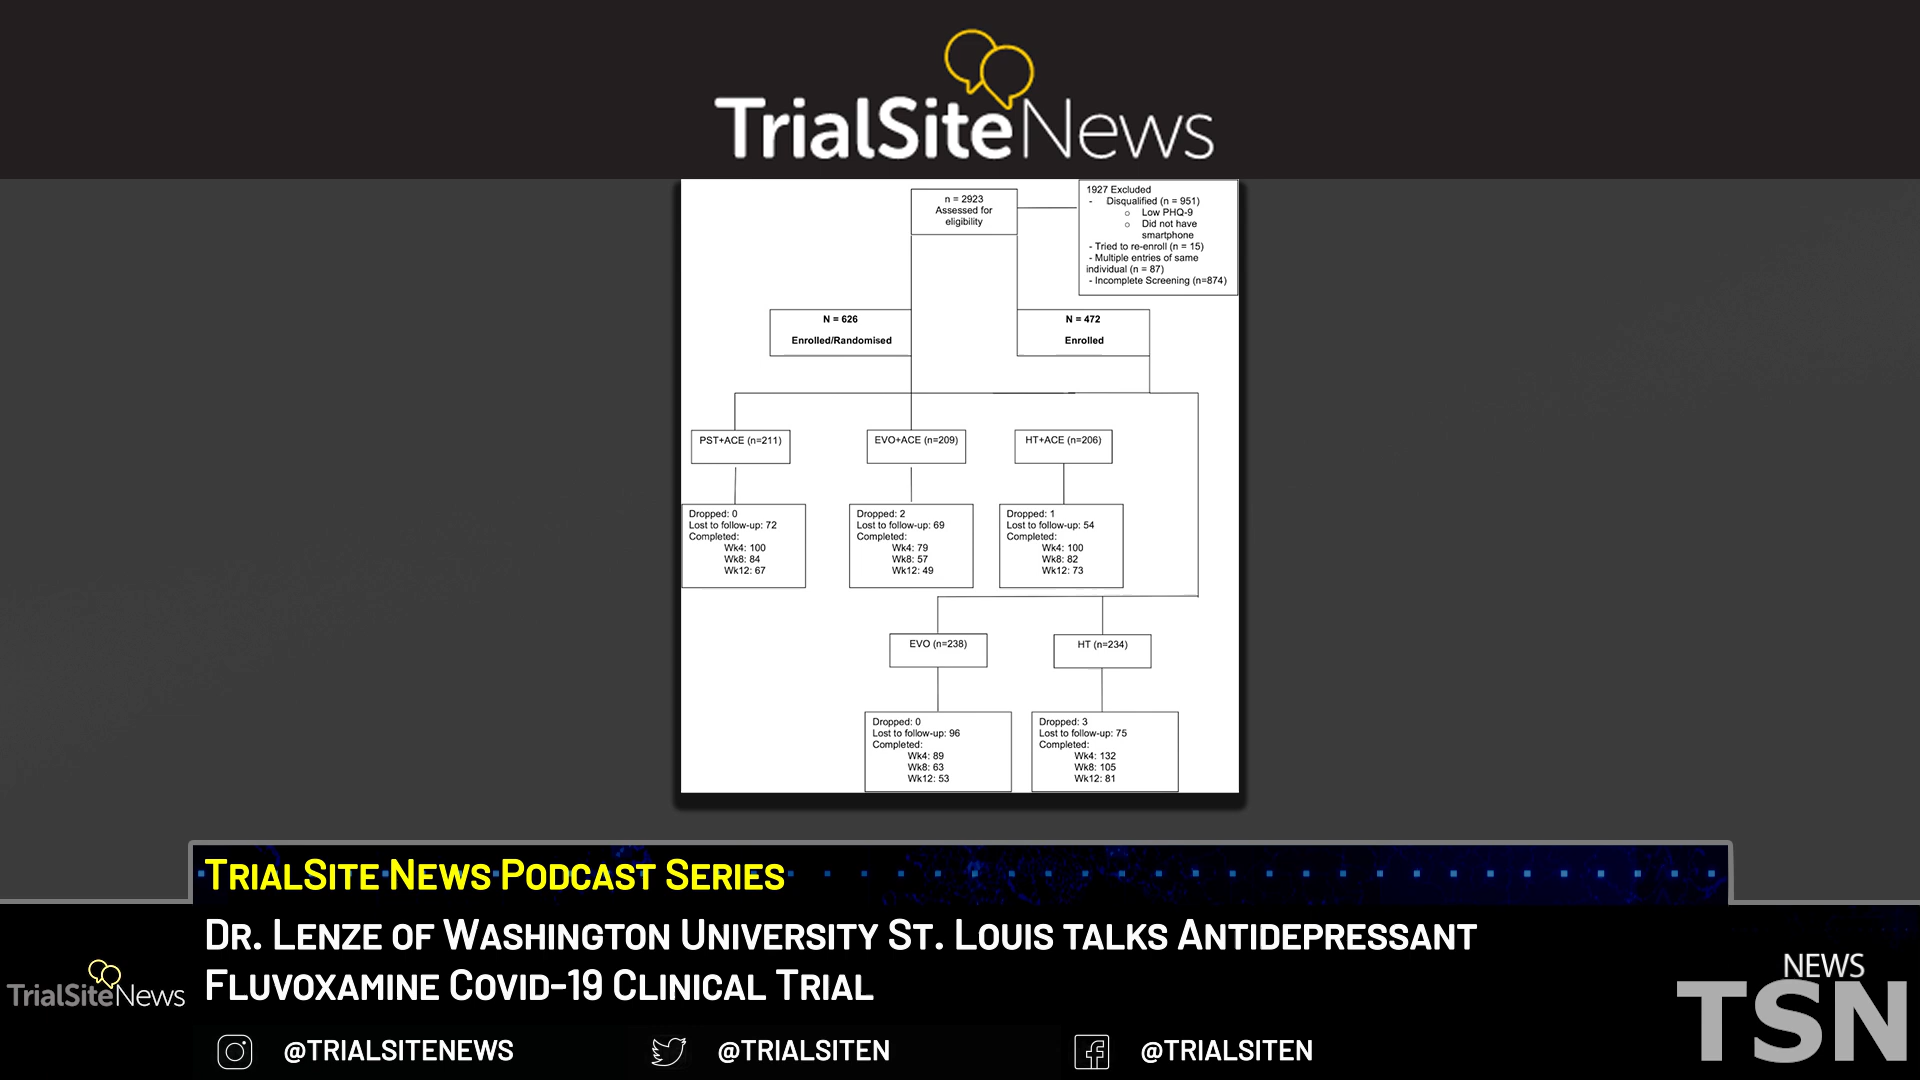 TrialSiteNews
n = 2923
Assessed for
eligibility
1927 Excluded
- Disqualified (n = 951)
o Low PHQ-9
o Did not have
smartphone
- Tried to re-enroll (n = 15)
- Multiple entries of same
individual (n = 87)
- Incomplete Screening (n=874)
N = 626
Enrolled/Randomised
N = 472
Enrolled
PST+ACE (n=211)
EVO+ACE (n=209)
HT+ACE (n=206)
Dropped: 0
Lost to follow-up: 72
Completed:
Wk4: 100
Wk8: 84
Wk12: 67
Dropped: 2
Lost to follow-up: 69
Completed:
Wk4: 79
Wk8: 57
Wk12: 49
Dropped: 1
Lost to follow-up: 54
Completed:
Wk4: 100
Wk8: 82
Wk12: 73
EVO (n=238)
HT (n=234)
Dropped: 0
Lost to follow-up: 96
Completed:
Wk4: 89
Wk8: 63
Wk12: 53
Dropped: 3
Lost to follow-up: 75
Completed:
Wk4: 132
Wk8: 105
Wk12: 81
TrialSite News Podcast Series
Dr. Lenze of Washington University St. Louis talks Antidepressant
Fluvoxamine Covid-19 Clinical Trial
TrialSiteNews
NEWS
TSN
@TRIALSITENEWS
@TRIALSITEN
@TRIALSITEN